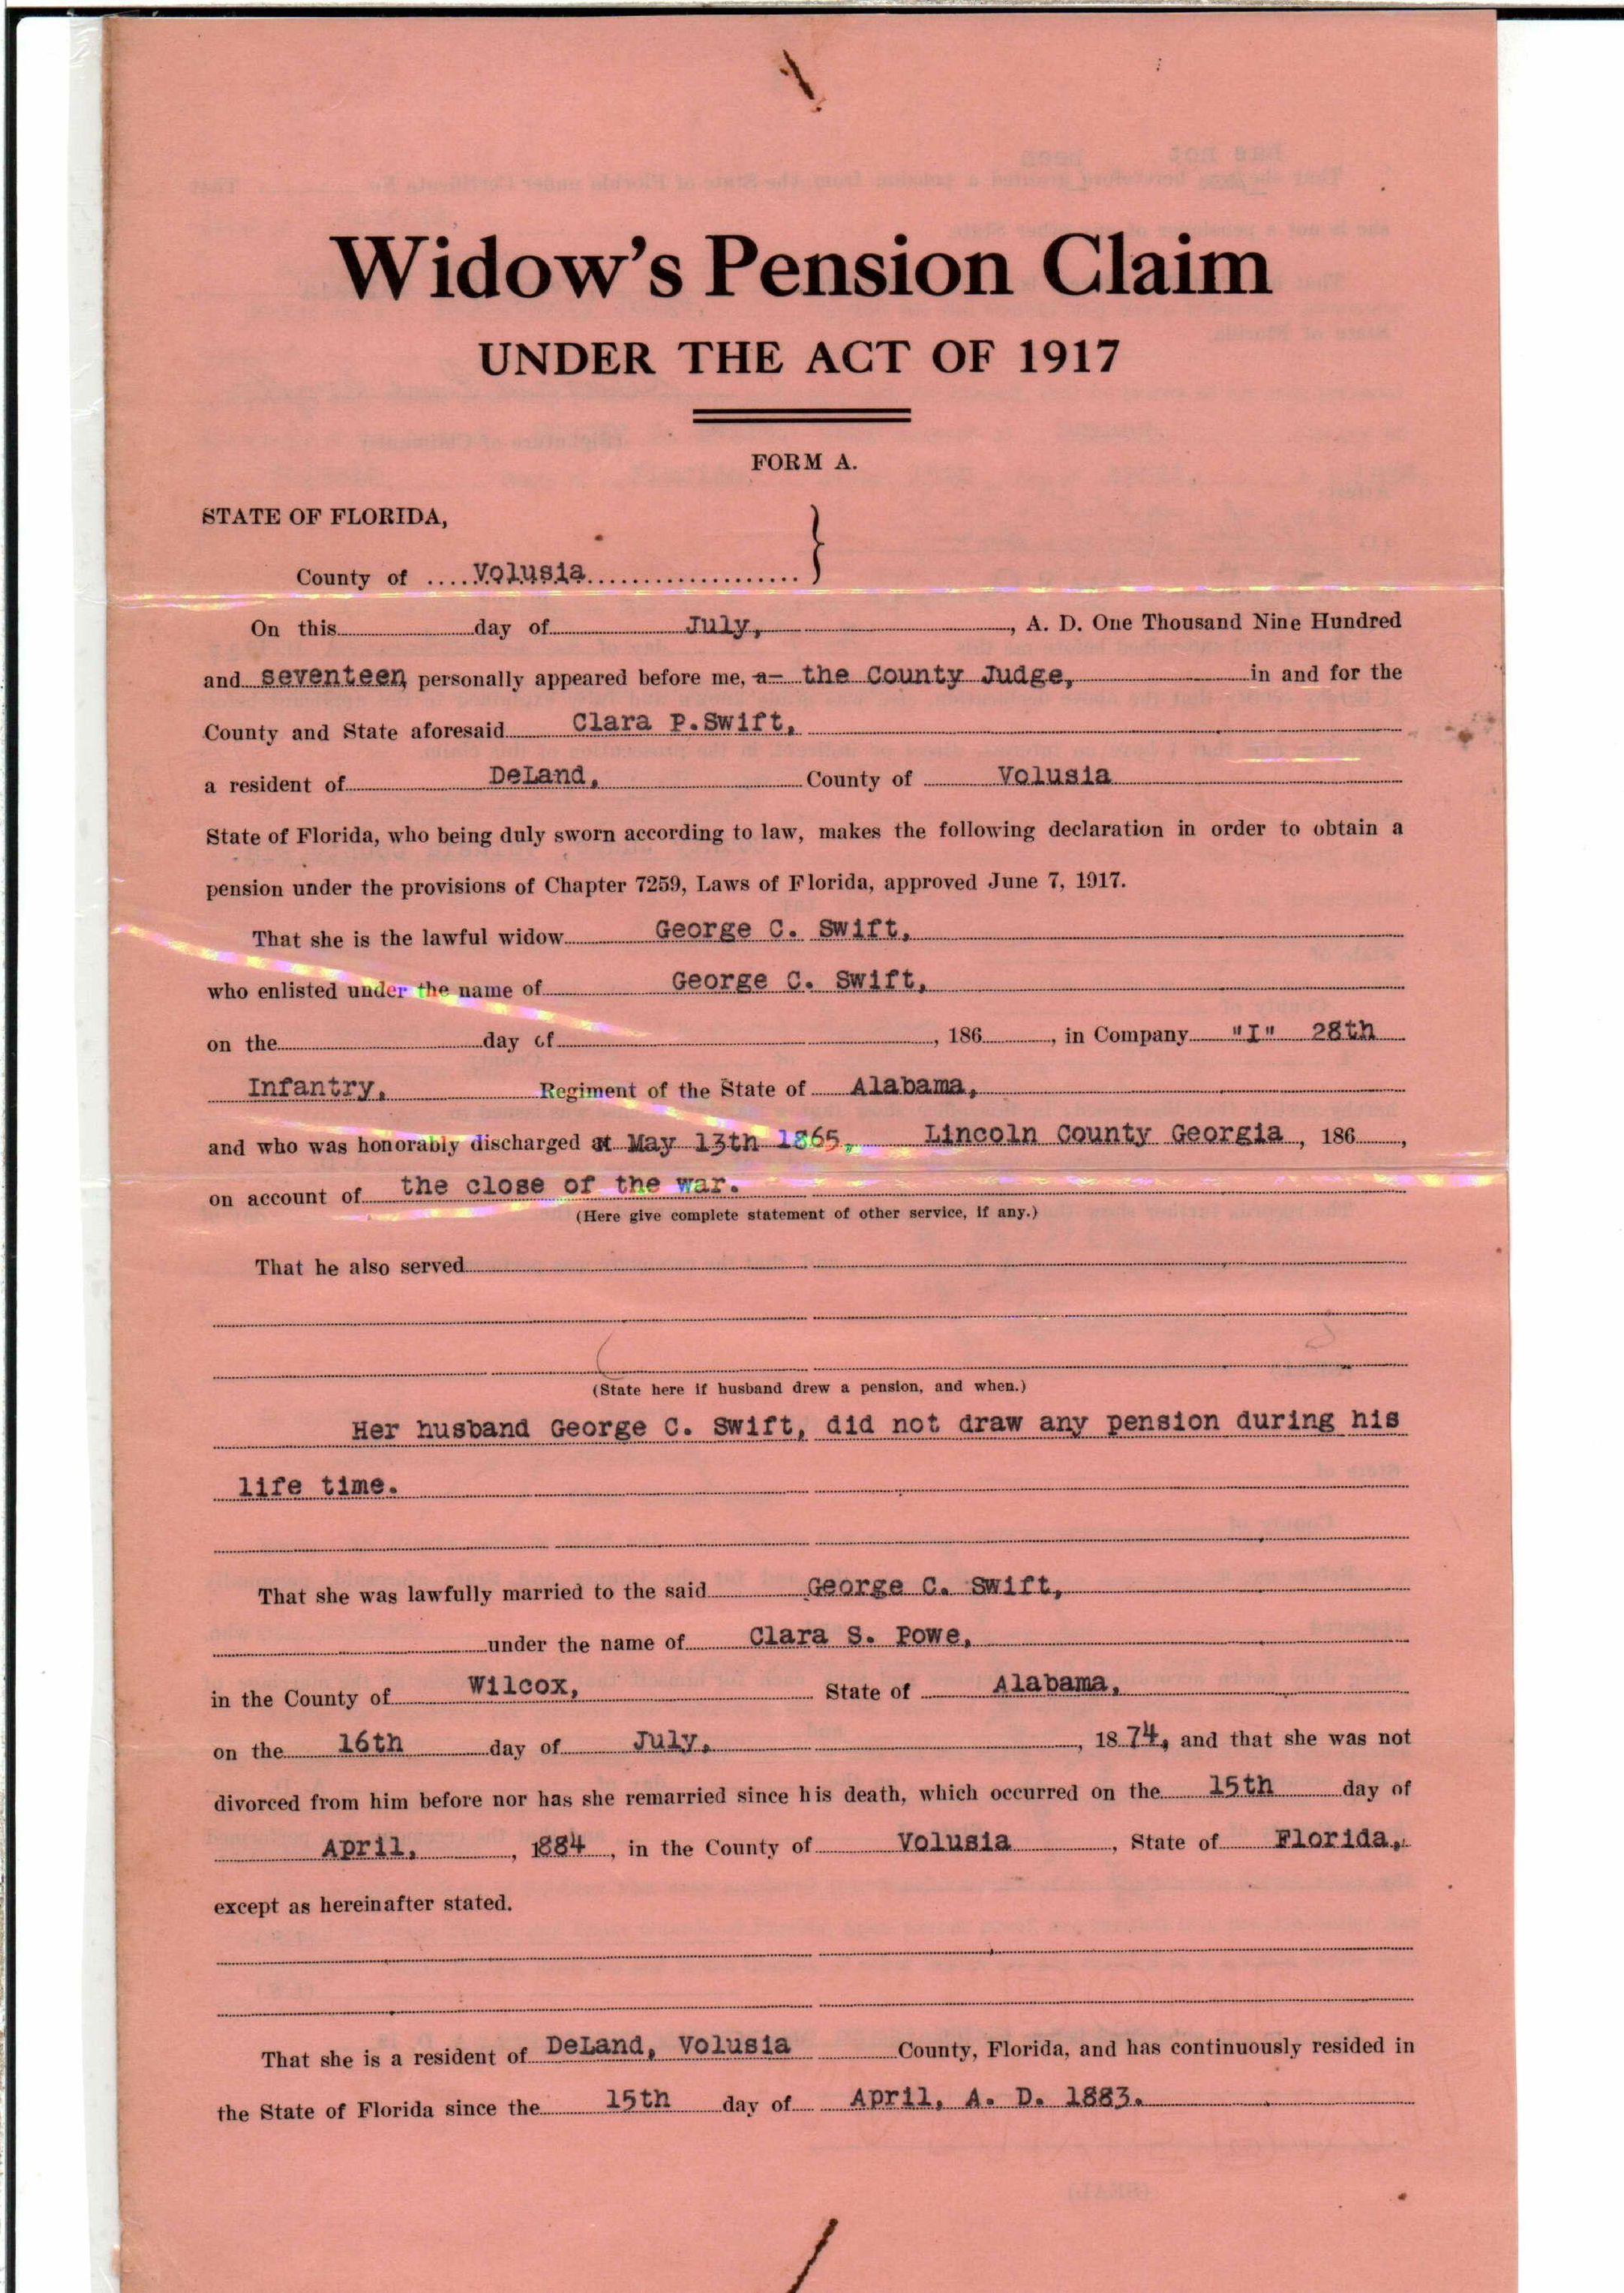 Widow's Pension Claim
UNDER THE ACT OF 1917
FORM A.
STATE OF FLORIDA,
County of Volusia
On this day of July, , A. D. One Thousand Nine Hundred
and seventeen, personally appeared before me, a the County Judge, in and for the
County and State aforesaid Clara P. Swift,
a resident of DeLand, County of Volusia
State of Florida, who being duly sworn according to law, makes the following declaration in order to obtain a
pension under the provisions of Chapter 7259, Laws of Florida, approved June 7, 1917.
That she is the lawful widow George C. Swift,
who enlisted under the name of George C. Swift,
on the day of , 186 , in Company "I" 28th
Infantry, Regiment of the State of Alabama,
and who was honorably discharged at May 13th 1865, Lincoln County Georgia , 186 ,
on account of the close of the war.
(Here give complete statement of other service, if any.)
That he also served
(State here if husband drew a pension, and when.)
Her husband George C. Swift, did not draw any pension during his
life time.
That she was lawfully married to the said George C. Swift,
under the name of Clara S. Powe,
in the County of Wilcox, State of Alabama,
on the 16th day of July, , 1874, and that she was not
divorced from him before nor has she remarried since his death, which occurred on the 15th day of
April, , 1884 , in the County of Volusia , State of Florida,
except as hereinafter stated.
That she is a resident of DeLand, Volusia County, Florida, and has continuously resided in
the State of Florida since the 15th day of April, A. D. 1883.